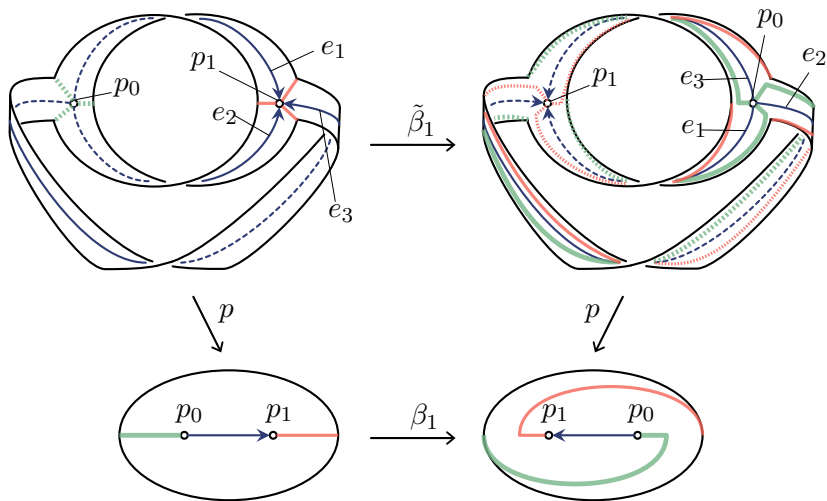 e₁
p₀
p₁
e₂
e₃
β̃₁
p₀
e₂
p₁
e₃
e₁
p
p
p₀ p₁
β₁
p₁ p₀